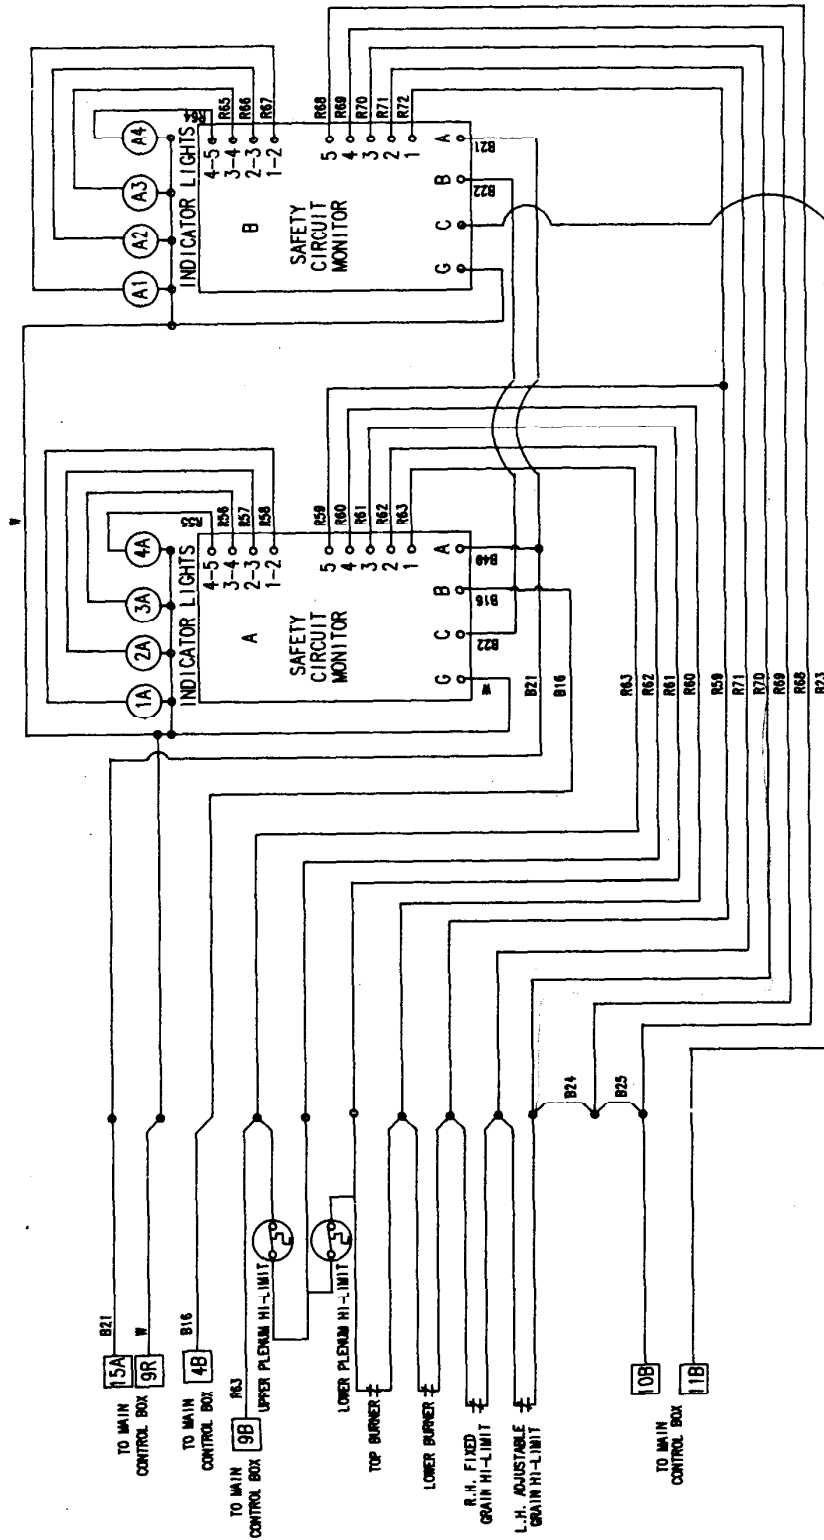 A4
A3
A2
A1
INDICATOR LIGHTS
R64
R65
R66
R67
4-5
3-4
2-3
1-2
B
SAFETY
CIRCUIT
MONITOR
R68
R69
R70
R71
R72
5
4
3
2
1
A
B
C
G
B21
B22
W
4A
3A
2A
1A
INDICATOR LIGHTS
R56
R57
R58
4-5
3-4
2-3
1-2
A
SAFETY
CIRCUIT
MONITOR
R59
R60
R61
R62
R63
5
4
3
2
1
A
B
C
G
B40
B16
B22
W
B21
B16
R63
R62
R61
R60
R59
R71
R70
R69
R68
B23
B24
B25
B21
15A
W
9R
TO MAIN
CONTROL BOX
B16
4B
TO MAIN
CONTROL BOX
R63
9B
TO MAIN
CONTROL BOX
UPPER PLENUM HI-LIMIT
LOWER PLENUM HI-LIMIT
TOP BURNER
LOWER BURNER
R.H. FIXED
GRAIN HI-LIMIT
L.H. ADJUSTABLE
GRAIN HI-LIMIT
10B
11B
TO MAIN
CONTROL BOX